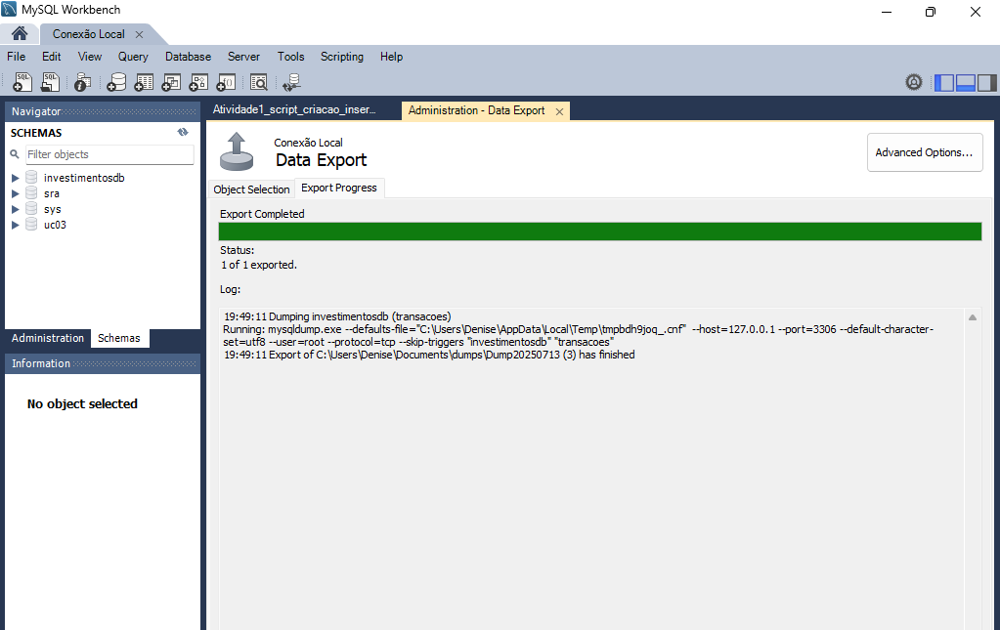 MySQL Workbench
Conexão Local
File Edit View Query Database Server Tools Scripting Help
Navigator
SCHEMAS
Filter objects
investimentosdb
sra
sys
uc03
Administration Schemas
Information
No object selected
Atividade1_script_criacao_inser...
Administration - Data Export
Conexão Local
Data Export
Advanced Options...
Object Selection Export Progress
Export Completed
Status:
1 of 1 exported.
Log:
19:49:11 Dumping investimentosdb (transacoes)
Running: mysqldump.exe --defaults-file="C:\Users\Denise\AppData\Local\Temp\tmpbdh9joq_.cnf" --host=127.0.0.1 --port=3306 --default-character-
set=utf8 --user=root --protocol=tcp --skip-triggers "investimentosdb" "transacoes"
19:49:11 Export of C:\Users\Denise\Documents\dumps\Dump20250713 (3) has finished